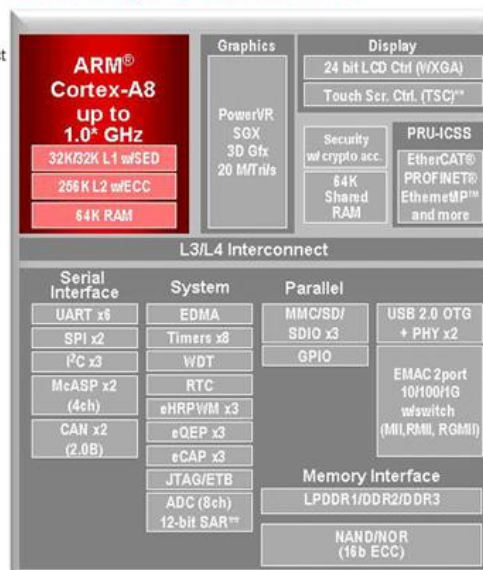 st
ARM®
Cortex-A8
up to
1.0* GHz
32K/32K L1 w/SED
256K L2 w/ECC
64K RAM
Graphics
PowerVR
SGX
3D Gfx
20 M/Tri/s
Display
24 bit LCD Ctrl (WXGA)
Touch Scr. Ctrl. (TSC)**
Security
w/ crypto acc.
64K
Shared
RAM
PRU-ICSS
EtherCAT®
PROFINET®
EthernetIP™
and more
L3/L4 Interconnect
Serial
Interface
UART x6
SPI x2
I²C x3
McASP x2
(4ch)
CAN x2
(2.0B)
System
EDMA
Timers x8
WDT
RTC
eHRPWM x3
eQEP x3
eCAP x3
JTAG/ETB
ADC (8ch)
12-bit SAR**
Parallel
MMC/SD/
SDIO x3
GPIO
USB 2.0 OTG
+ PHY x2
EMAC 2port
10/100/1G
w/switch
(MII,RMII, RGMII)
Memory Interface
LPDDR1/DDR2/DDR3
NAND/NOR
(16b ECC)